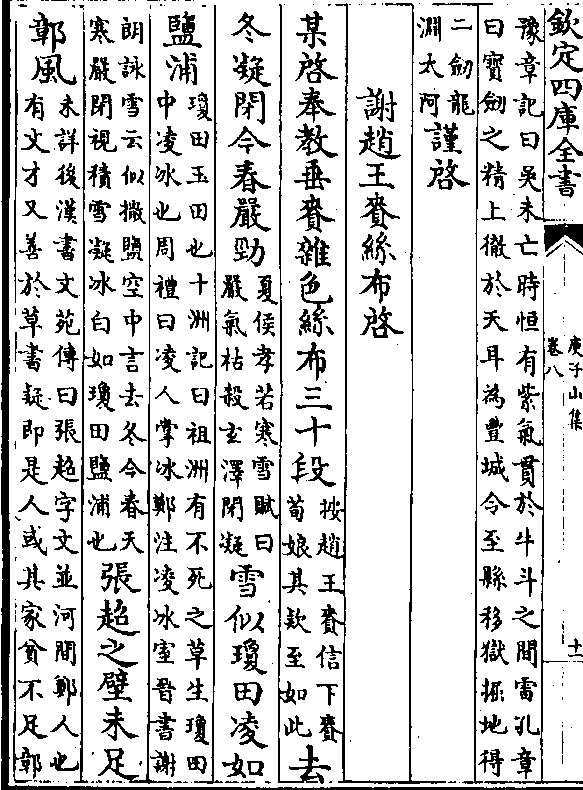 欽定四庫全書
庾子山集
卷八
十一
豫章記曰吳未亡時恒有紫氣貫於牛斗之間雷孔章
曰寶劒之精上徹於天耳為豐城令至縣移獄掘地得
二劒龍
淵太阿
謹啓
謝趙王賚絲布啓
某啓奉教垂賚雜色絲布三十段
按趙王賚信下賚
荀娘其欵至如此
去
冬凝閉今春嚴勁
夏侯孝若寒雪賦曰
嚴氣枯殺玄澤閉凝
雪似瓊田凌如
鹽浦
瓊田玉田也十洲記曰祖洲有不死之草生瓊田
中凌冰也周禮曰凌人掌冰鄭注凌冰室晉書謝
朗詠雪云似撒鹽空中言去冬今春天
寒嚴閉視積雪凝冰白如瓊田鹽浦也
張超之壁未足
鄣風
未詳後漢書文苑傳曰張超字文並河間鄭人也
有文才又善於草書疑即是人或其家貧不足鄣